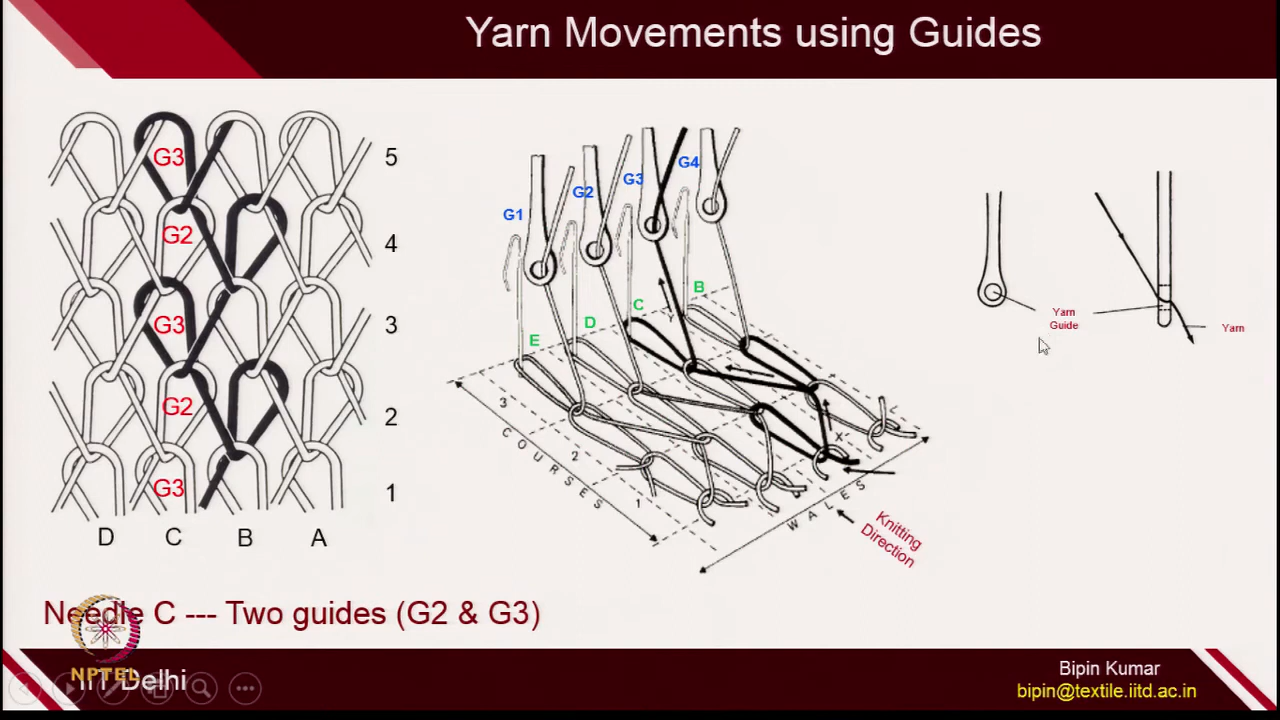 Yarn Movements using Guides
G3
5
G2
4
G3
3
G2
2
G3
1
D C B A
G1
G2
G3
G4
E
D
C
B
Y
X
3
2
1
COURSES
WALES
Knitting
Direction
Yarn
Guide
Yarn
Needle C --- Two guides (G2 & G3)
NPTEL
IIT Delhi
Bipin Kumar
bipin@textile.iitd.ac.in